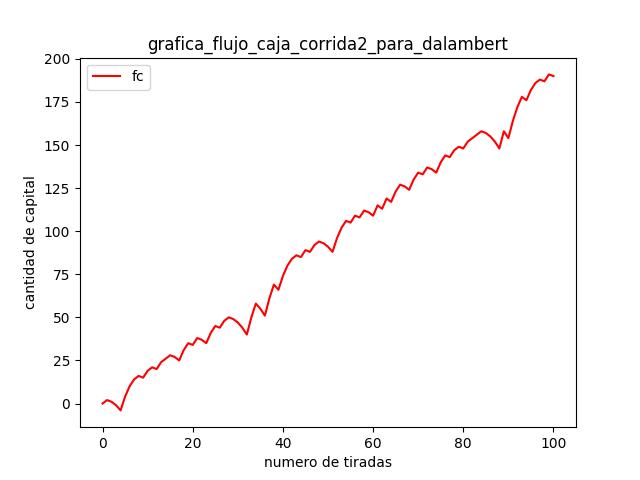 grafica_flujo_caja_corrida2_para_dalambert
fc
200
175
150
125
100
75
50
25
0
cantidad de capital
0 20 40 60 80 100
numero de tiradas